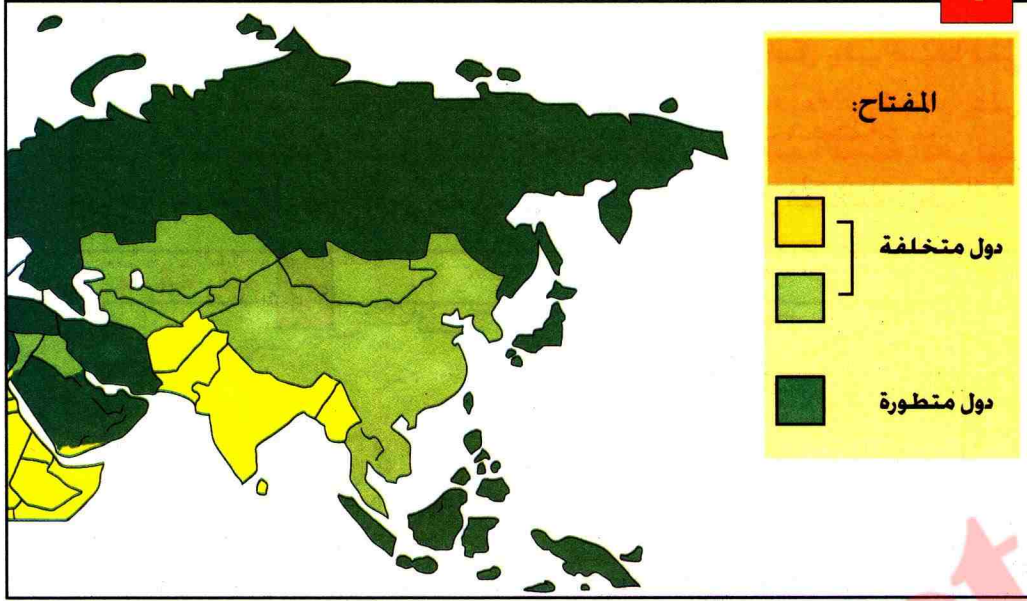 المفتاح:
دول متخلفة
دول متطورة